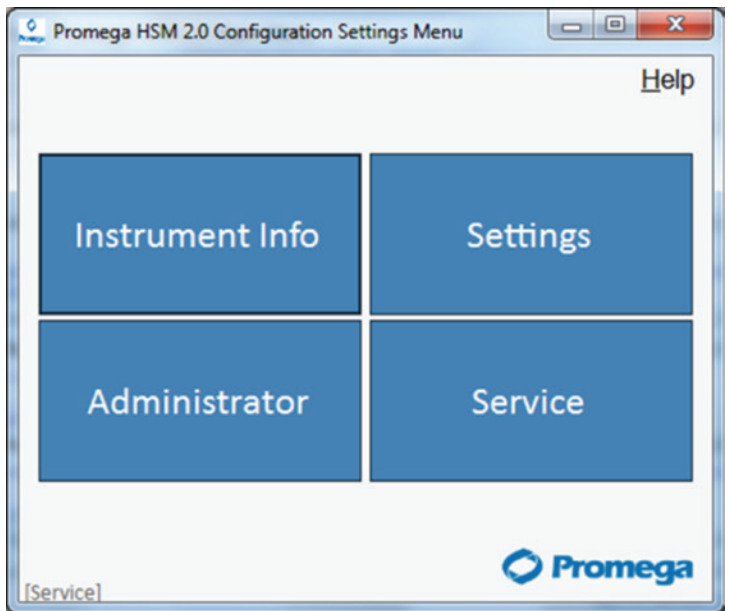 Promega HSM 2.0 Configuration Settings Menu
Help
Instrument Info
Settings
Administrator
Service
Promega
[Service]